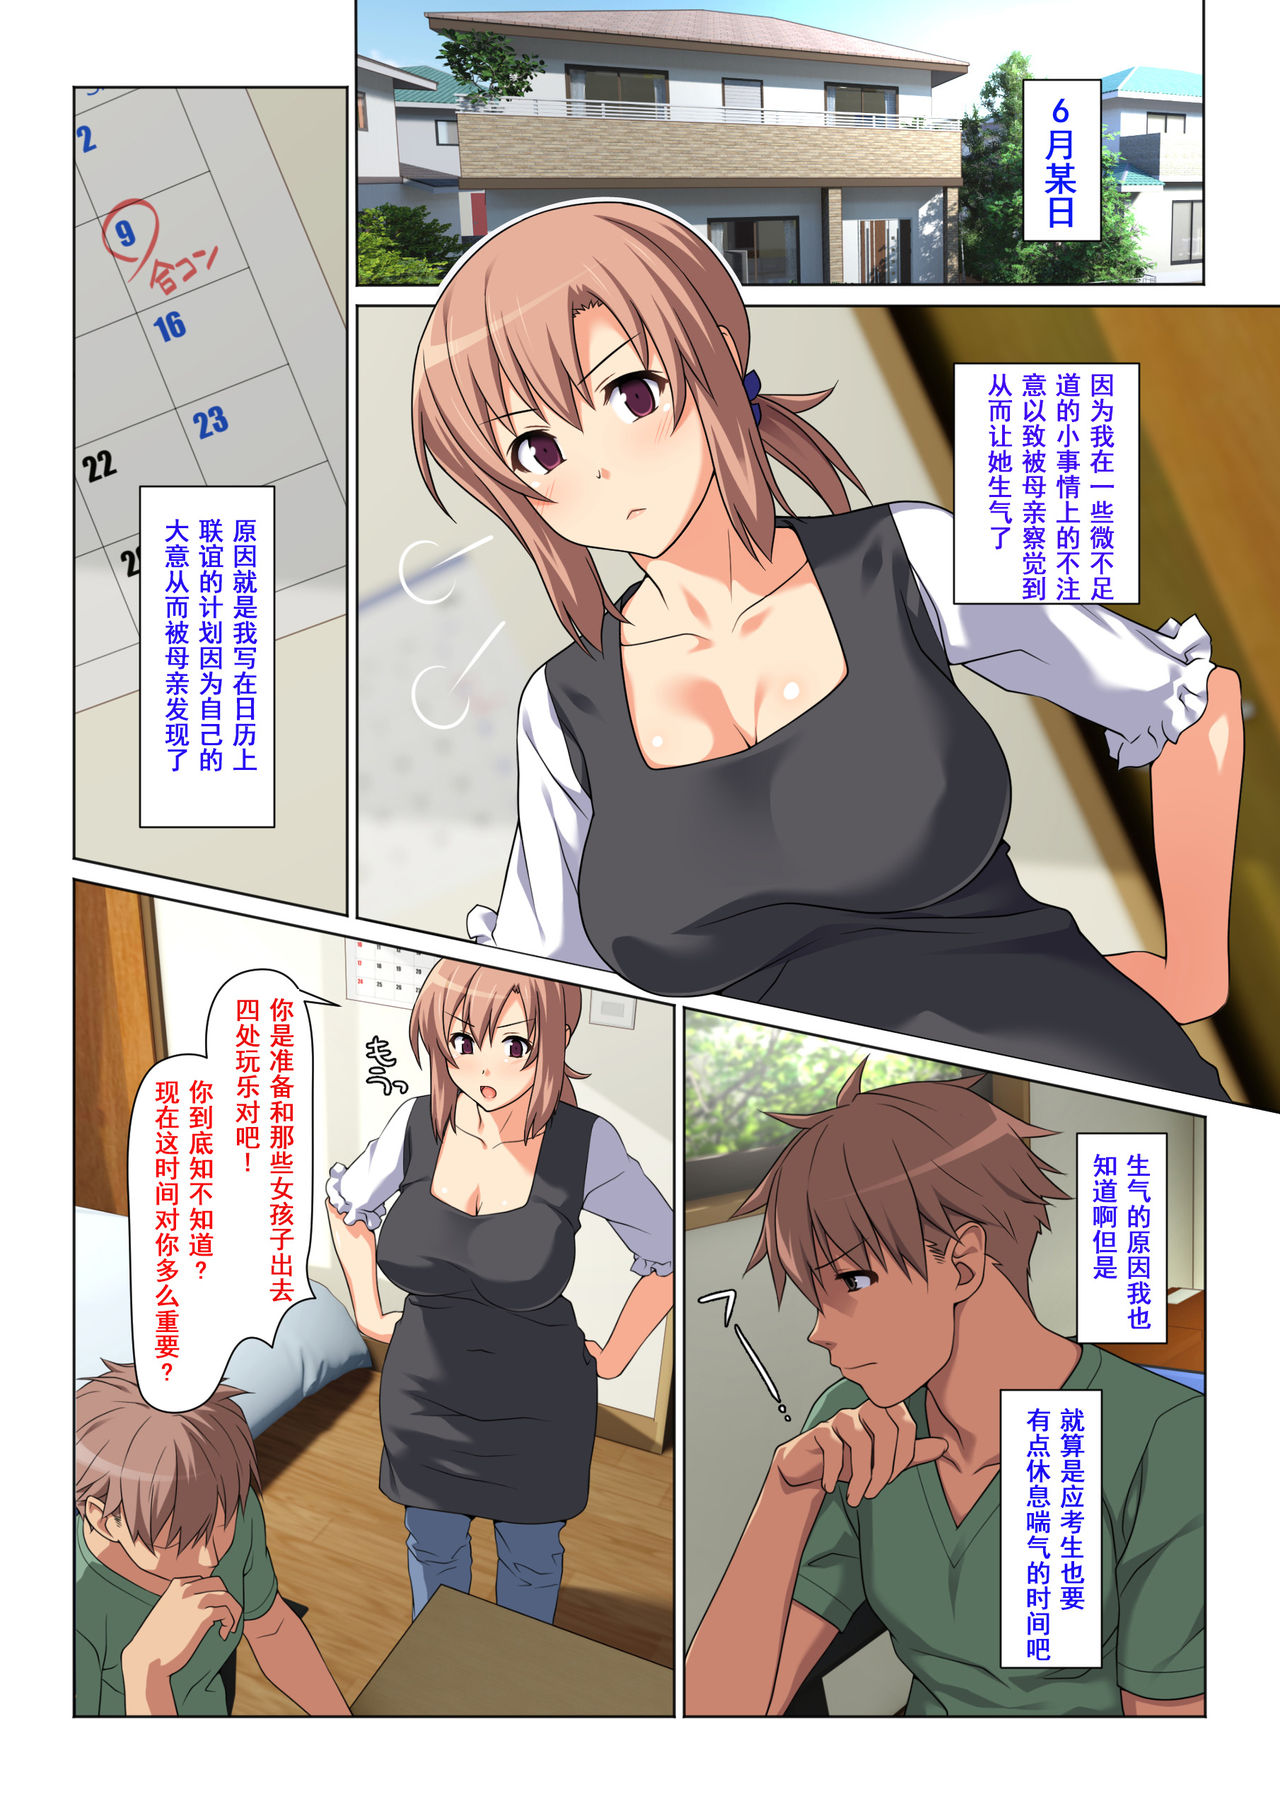 6月某日
因为我在一些微不足
道的小事情上的不注
意以致被母亲察觉到
从而让她生气了
2
9
合コン
16
23
22
原因就是我写在日历上
联谊的计划因为自己的
大意从而被母亲发现了
生气的原因我也
知道啊但是
就算是应考生也要
有点休息喘气的时间吧
你是准备和那些女孩子出去
四处玩乐对吧！
你到底知不知道？
现在这时间对你多么重要？
もうっ